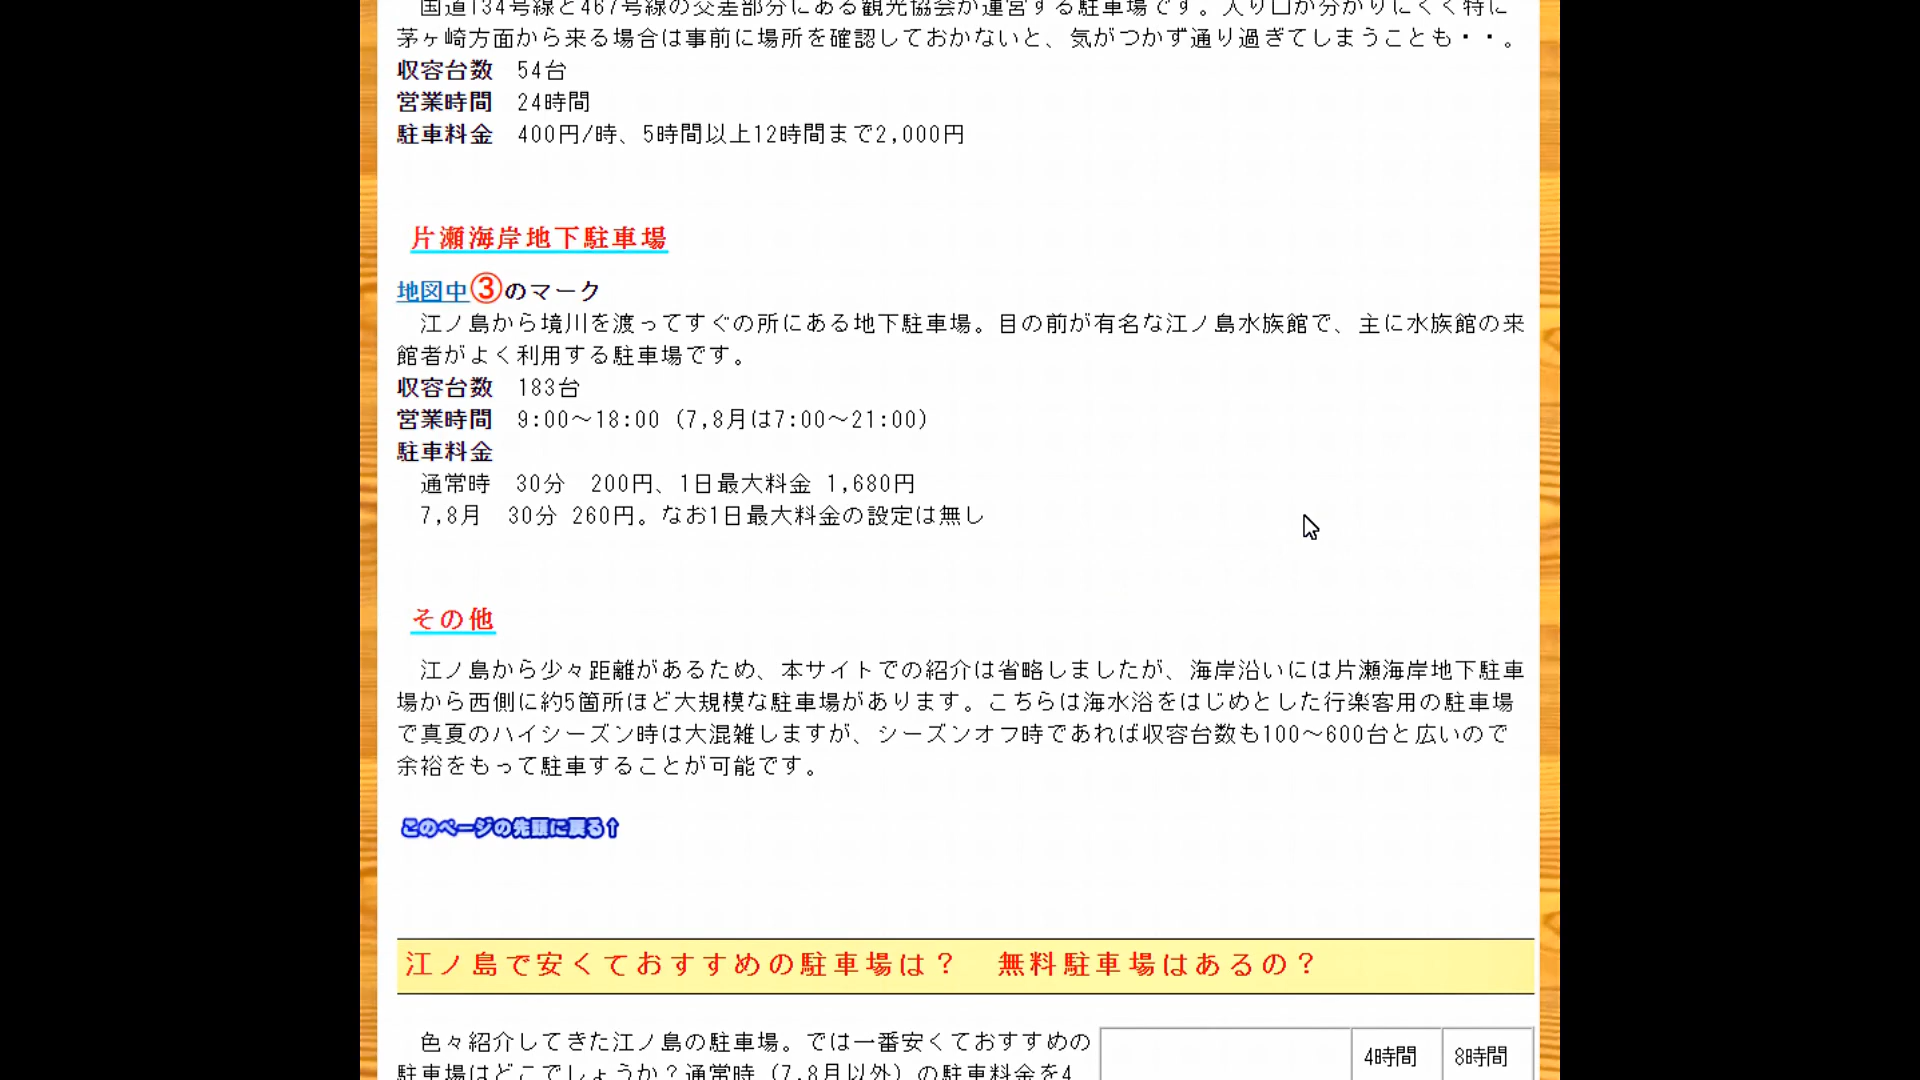 国道134号線と467号線の交差部分にある観光協会が運営する駐車場です。入り口が分かりにくく特に
茅ヶ崎方面から来る場合は事前に場所を確認しておかないと、気がつかず通り過ぎてしまうことも・・。
収容台数　54台
営業時間　24時間
駐車料金　400円/時、5時間以上12時間まで2,000円
片瀬海岸地下駐車場
地図中③のマーク
江ノ島から境川を渡ってすぐの所にある地下駐車場。目の前が有名な江ノ島水族館で、主に水族館の来
館者がよく利用する駐車場です。
収容台数　183台
営業時間　9:00～18:00（7,8月は7:00～21:00）
駐車料金
通常時　30分　200円、1日最大料金 1,680円
7,8月　30分 260円。なお1日最大料金の設定は無し
その他
江ノ島から少々距離があるため、本サイトでの紹介は省略しましたが、海岸沿いには片瀬海岸地下駐車
場から西側に約5箇所ほど大規模な駐車場があります。こちらは海水浴をはじめとした行楽客用の駐車場
で真夏のハイシーズン時は大混雑しますが、シーズンオフ時であれば収容台数も100～600台と広いので
余裕をもって駐車することが可能です。
このページの先頭に戻る↑
江ノ島で安くておすすめの駐車場は？　無料駐車場はあるの？
色々紹介してきた江ノ島の駐車場。では一番安くておすすめの
駐車場はどこでしょうか？通常時（7,8月以外）の駐車料金を4
4時間　8時間